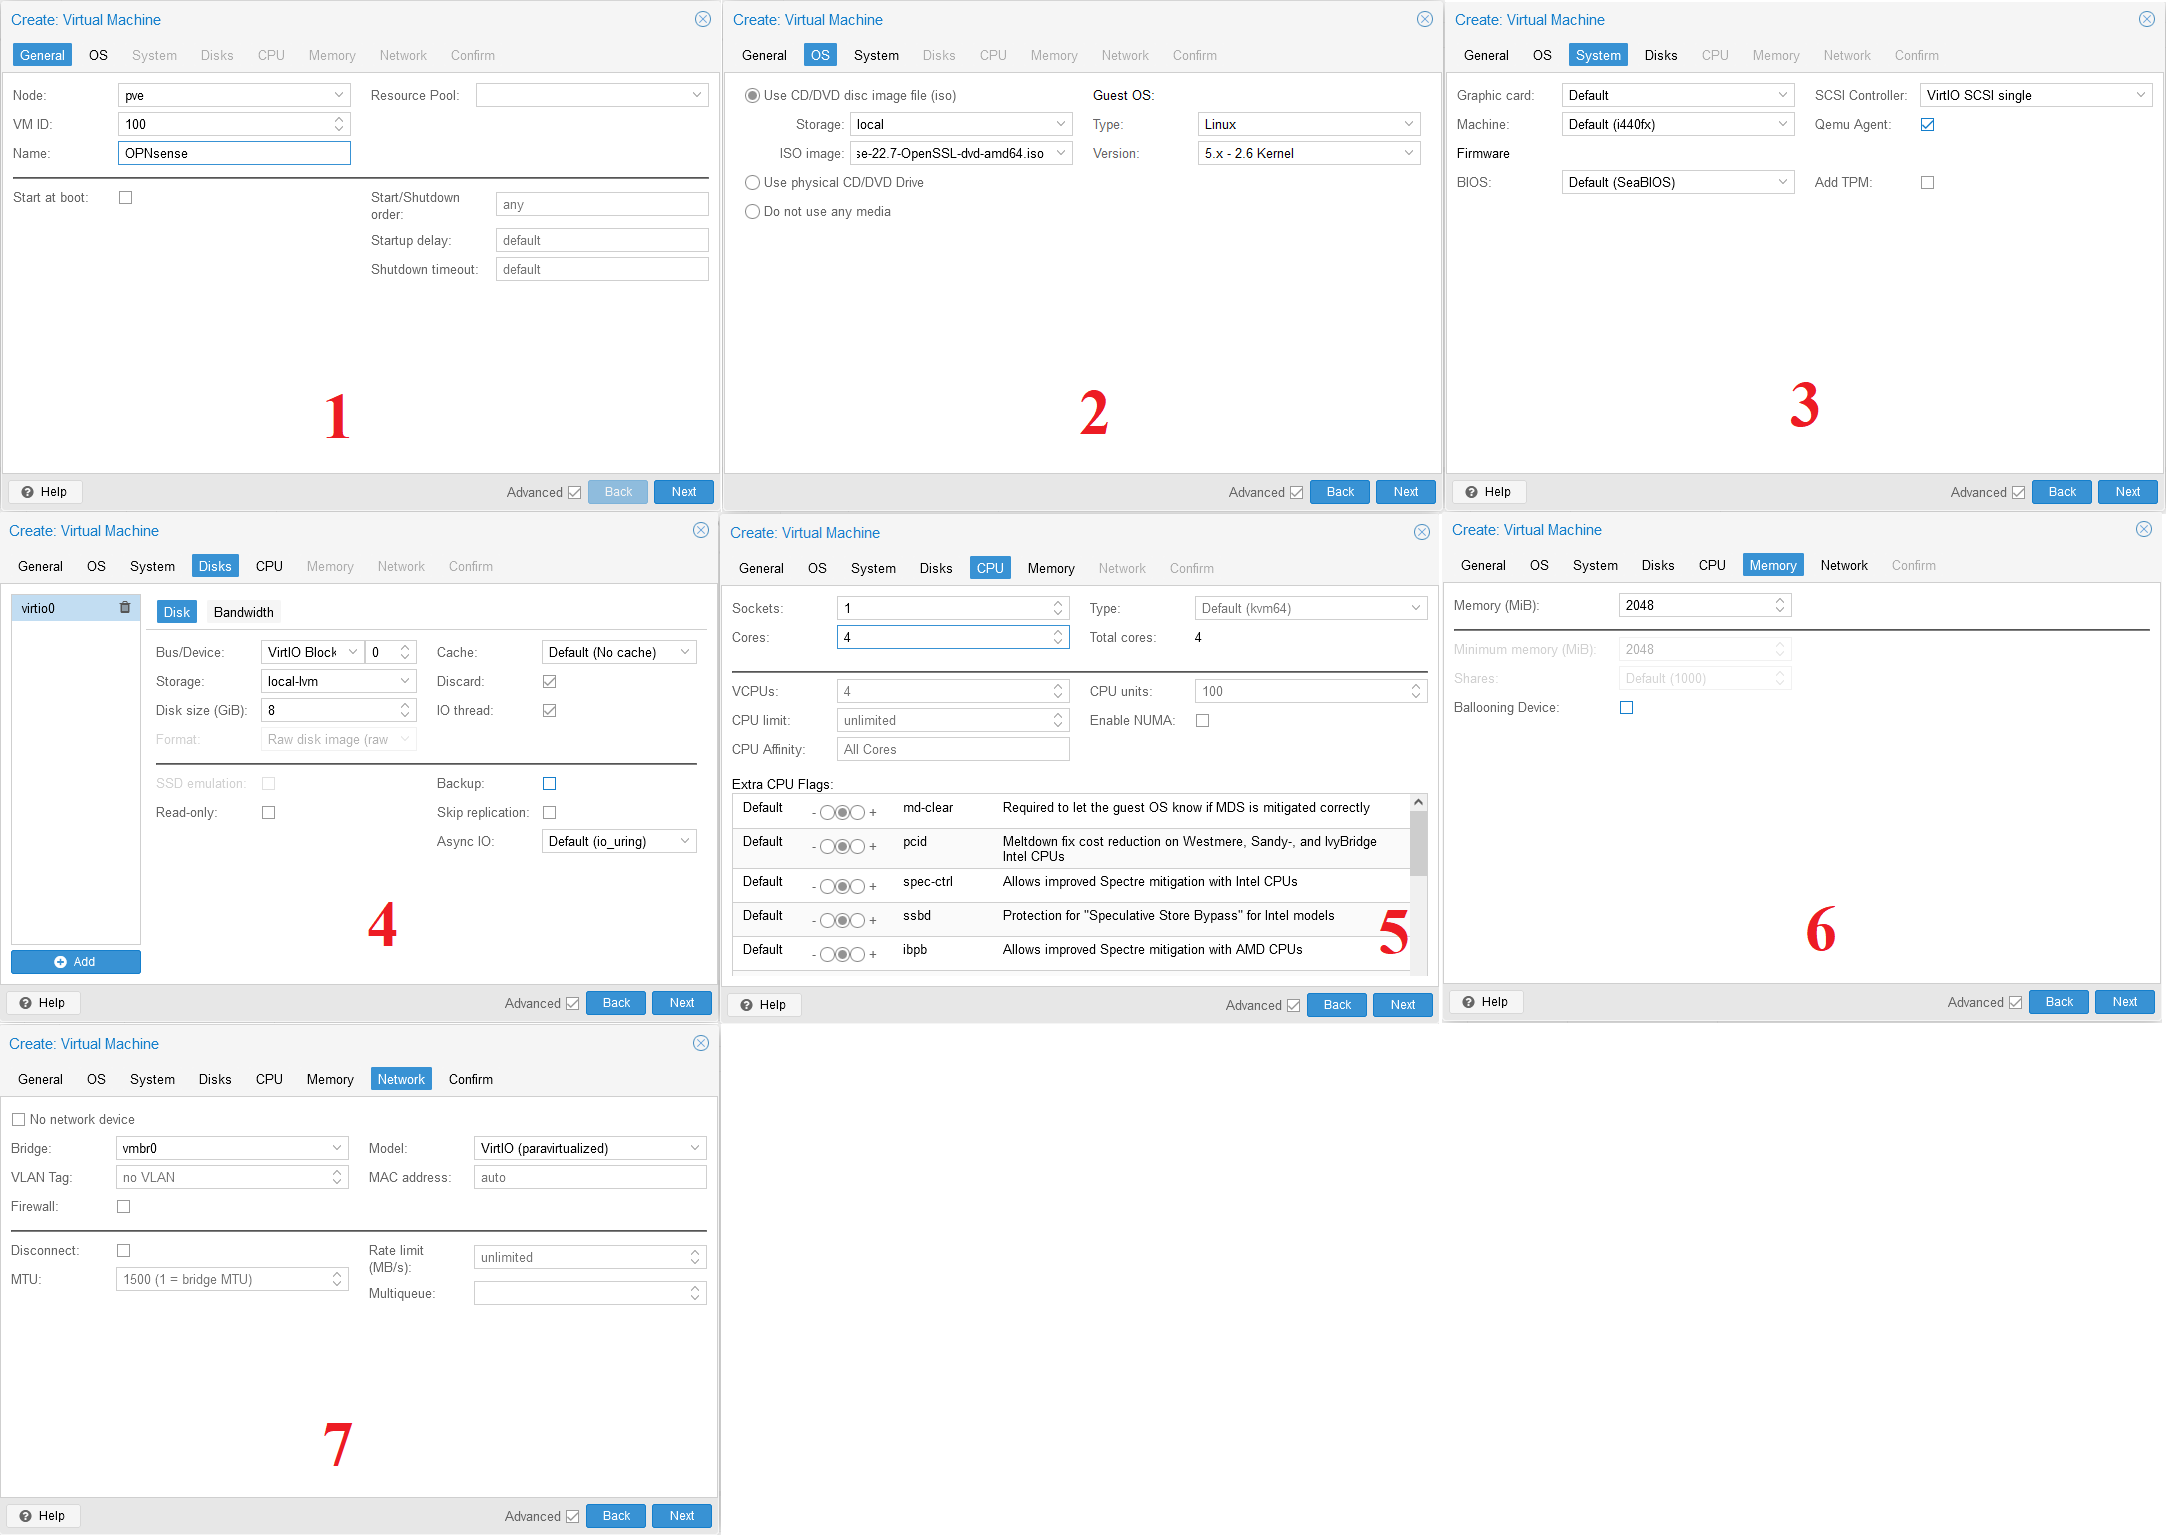 Create: Virtual Machine
General OS System Disks CPU Memory Network Confirm
Node: pve Resource Pool:
VM ID: 100
Name: OPNsense
Start at boot: Start/Shutdown order: any
Startup delay: default
Shutdown timeout: default
1
Help Advanced Back Next
Create: Virtual Machine
General OS System Disks CPU Memory Network Confirm
Use CD/DVD disc image file (iso) Guest OS:
Storage: local Type: Linux
ISO image: se-22.7-OpenSSL-dvd-amd64.iso Version: 5.x - 2.6 Kernel
Use physical CD/DVD Drive
Do not use any media
2
Advanced Back Next
Create: Virtual Machine
General OS System Disks CPU Memory Network Confirm
Graphic card: Default SCSI Controller: VirtIO SCSI single
Machine: Default (i440fx) Qemu Agent:
Firmware
BIOS: Default (SeaBIOS) Add TPM:
3
Help Advanced Back Next
Create: Virtual Machine
General OS System Disks CPU Memory Network Confirm
virtio0 Disk Bandwidth
Bus/Device: VirtIO Block 0 Cache: Default (No cache)
Storage: local-lvm Discard:
Disk size (GiB): 8 IO thread:
Format: Raw disk image (raw
SSD emulation: Backup:
Read-only: Skip replication:
Async IO: Default (io_uring)
4
Add
Help Advanced Back Next
Create: Virtual Machine
General OS System Disks CPU Memory Network Confirm
Sockets: 1 Type: Default (kvm64)
Cores: 4 Total cores: 4
VCPUs: 4 CPU units: 100
CPU limit: unlimited Enable NUMA:
CPU Affinity: All Cores
Extra CPU Flags:
Default - + md-clear Required to let the guest OS know if MDS is mitigated correctly
Default - + pcid Meltdown fix cost reduction on Westmere, Sandy-, and IvyBridge
Intel CPUs
Default - + spec-ctrl Allows improved Spectre mitigation with Intel CPUs
Default - + ssbd Protection for "Speculative Store Bypass" for Intel models
Default - + ibpb Allows improved Spectre mitigation with AMD CPUs
5
Help Advanced Back Next
Create: Virtual Machine
General OS System Disks CPU Memory Network Confirm
Memory (MiB): 2048
Minimum memory (MiB): 2048
Shares: Default (1000)
Ballooning Device:
6
Help Advanced Back Next
Create: Virtual Machine
General OS System Disks CPU Memory Network Confirm
No network device
Bridge: vmbr0 Model: VirtIO (paravirtualized)
VLAN Tag: no VLAN MAC address: auto
Firewall:
Disconnect: Rate limit (MB/s): unlimited
MTU: 1500 (1 = bridge MTU) Multiqueue:
7
Help Advanced Back Next